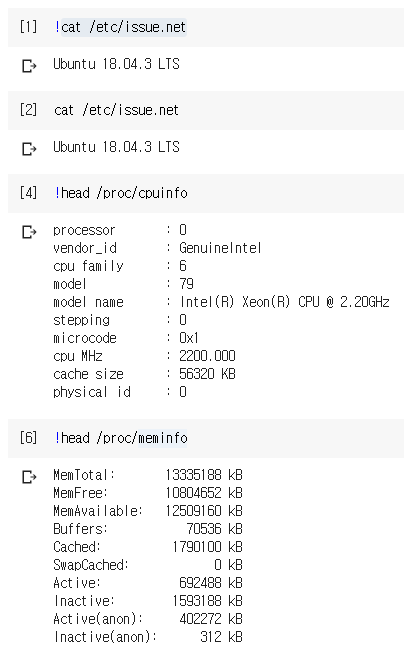 [1] !cat /etc/issue.net
Ubuntu 18.04.3 LTS
[2] cat /etc/issue.net
Ubuntu 18.04.3 LTS
[4] !head /proc/cpuinfo
processor : 0
vendor_id : GenuineIntel
cpu family : 6
model : 79
model name : Intel(R) Xeon(R) CPU @ 2.20GHz
stepping : 0
microcode : 0x1
cpu MHz : 2200.000
cache size : 56320 KB
physical id : 0
[6] !head /proc/meminfo
MemTotal: 13335188 kB
MemFree: 10804652 kB
MemAvailable: 12509160 kB
Buffers: 70536 kB
Cached: 1790100 kB
SwapCached: 0 kB
Active: 692488 kB
Inactive: 1593188 kB
Active(anon): 402272 kB
Inactive(anon): 312 kB